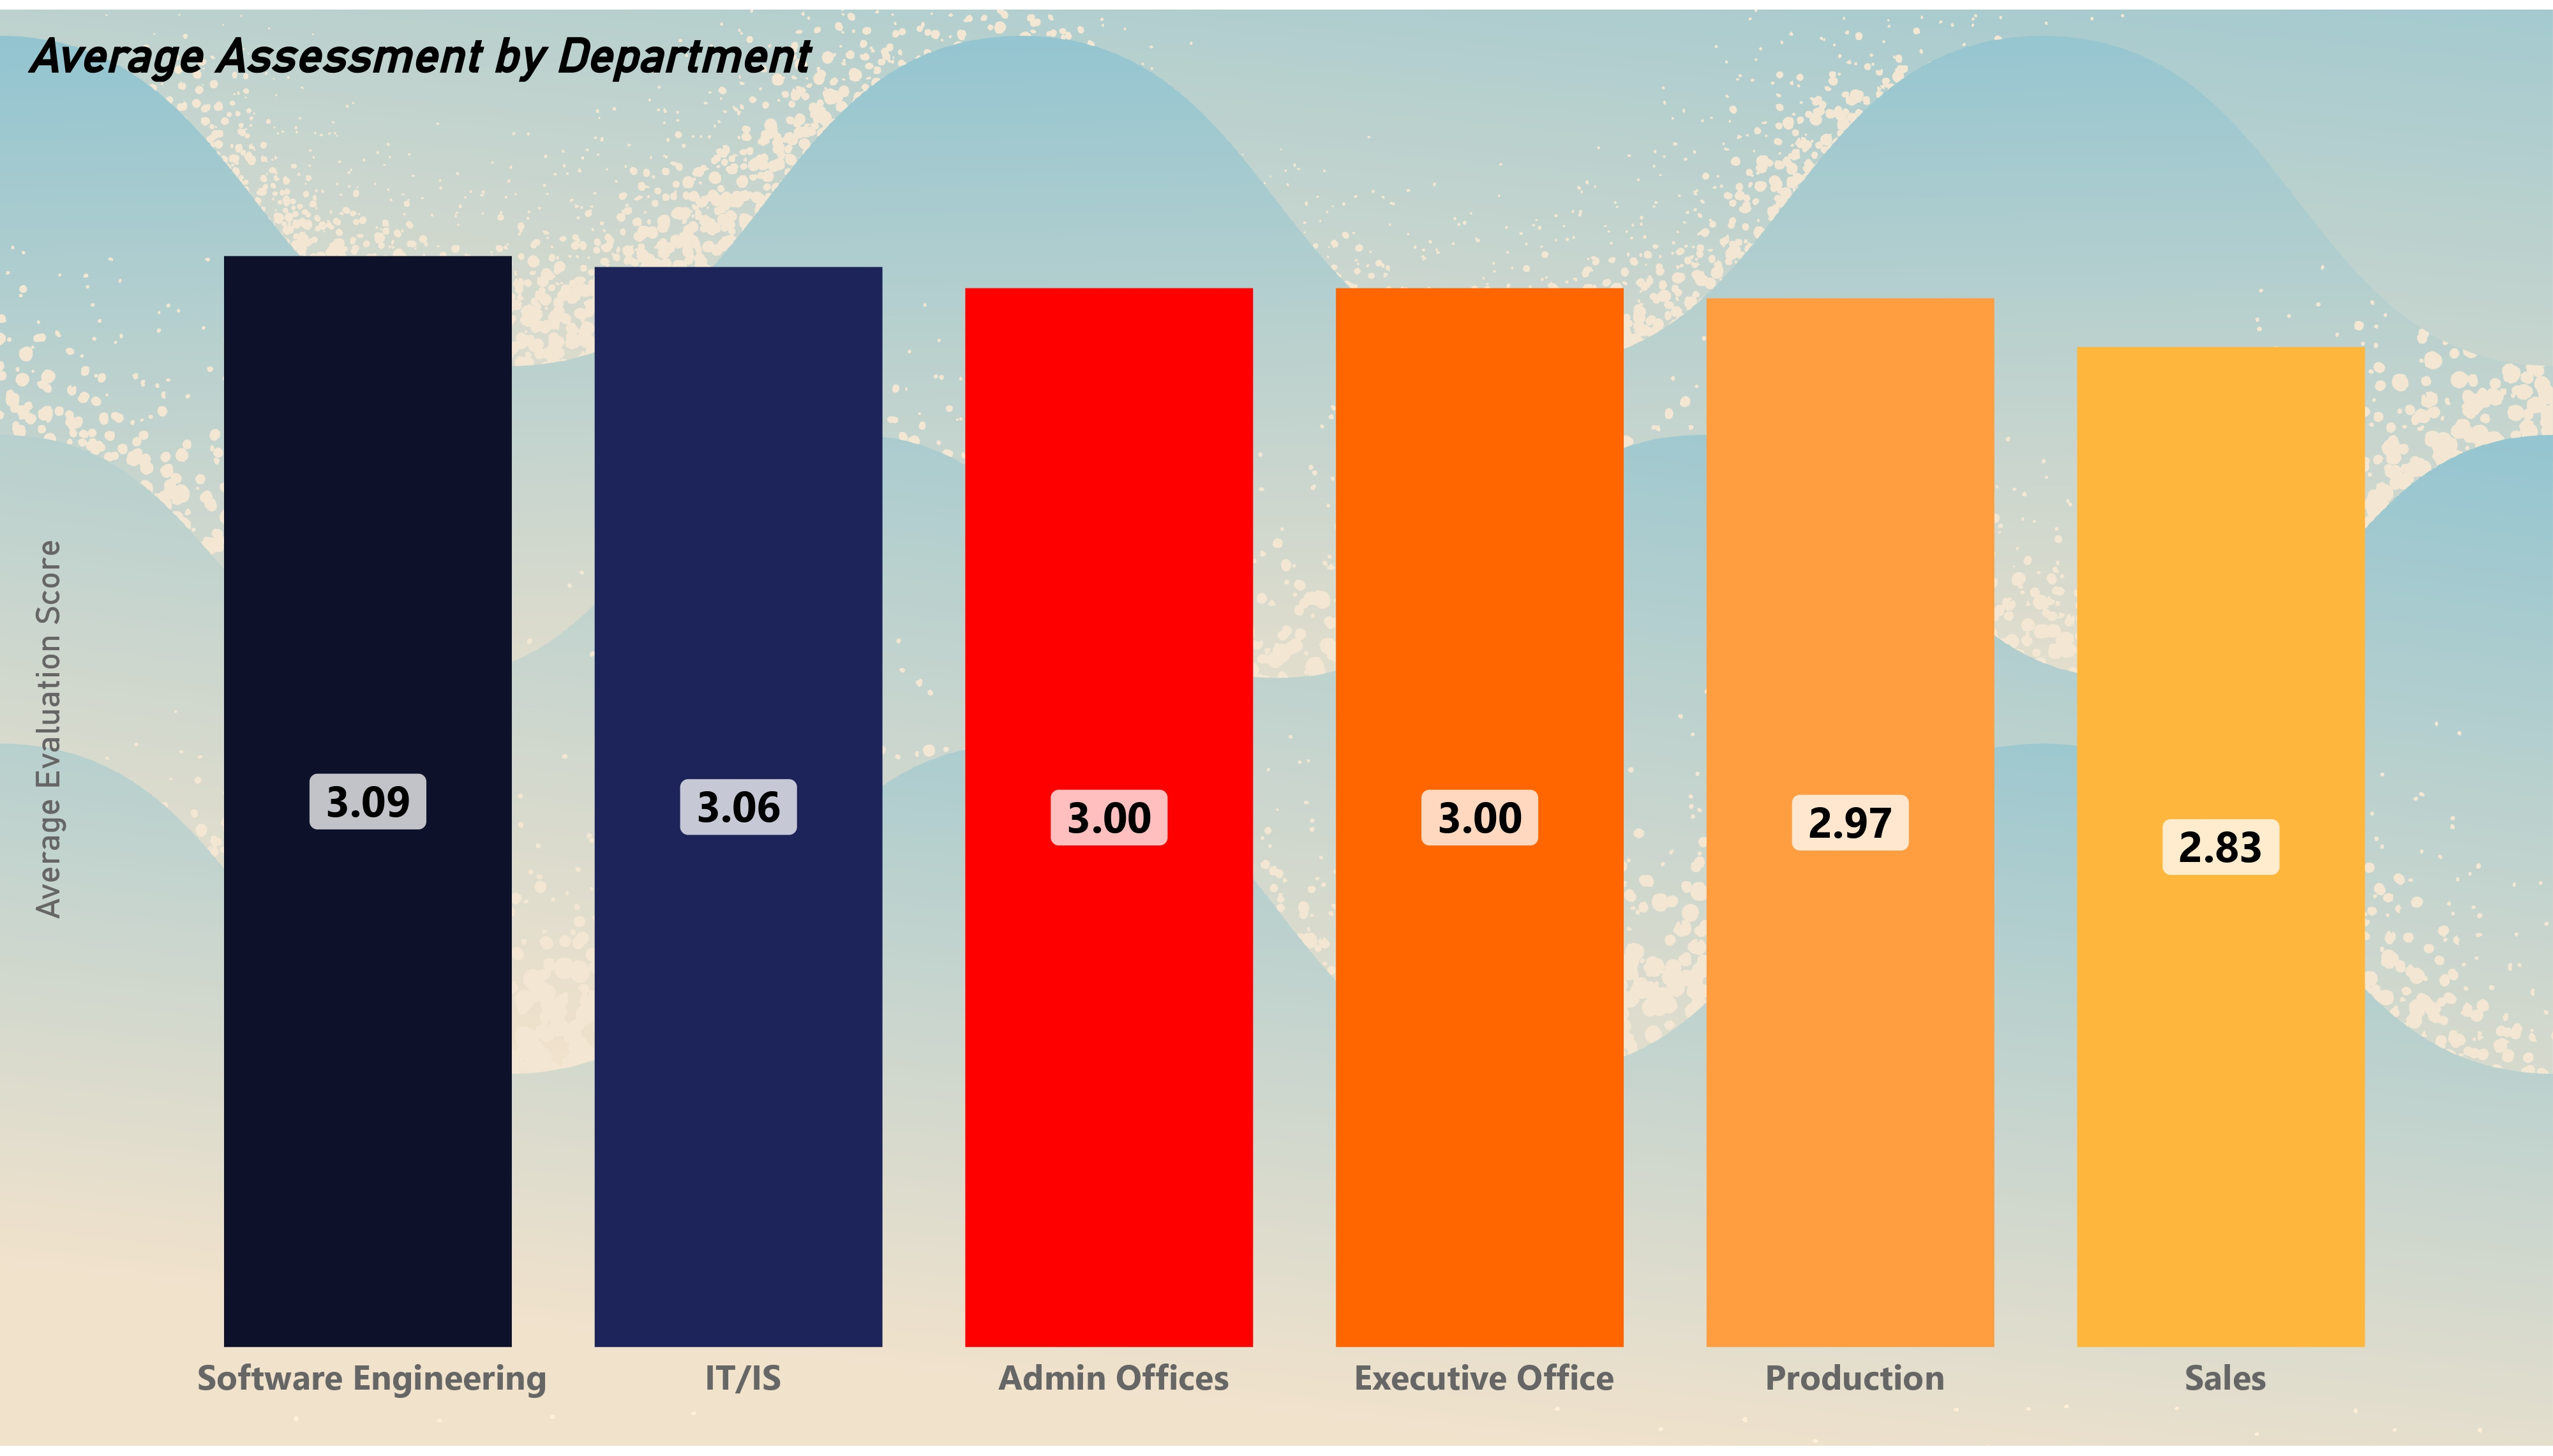 Average Assessment by Department
Average Evaluation Score
3.09
3.06
3.00
3.00
2.97
2.83
Software Engineering
IT/IS
Admin Offices
Executive Office
Production
Sales